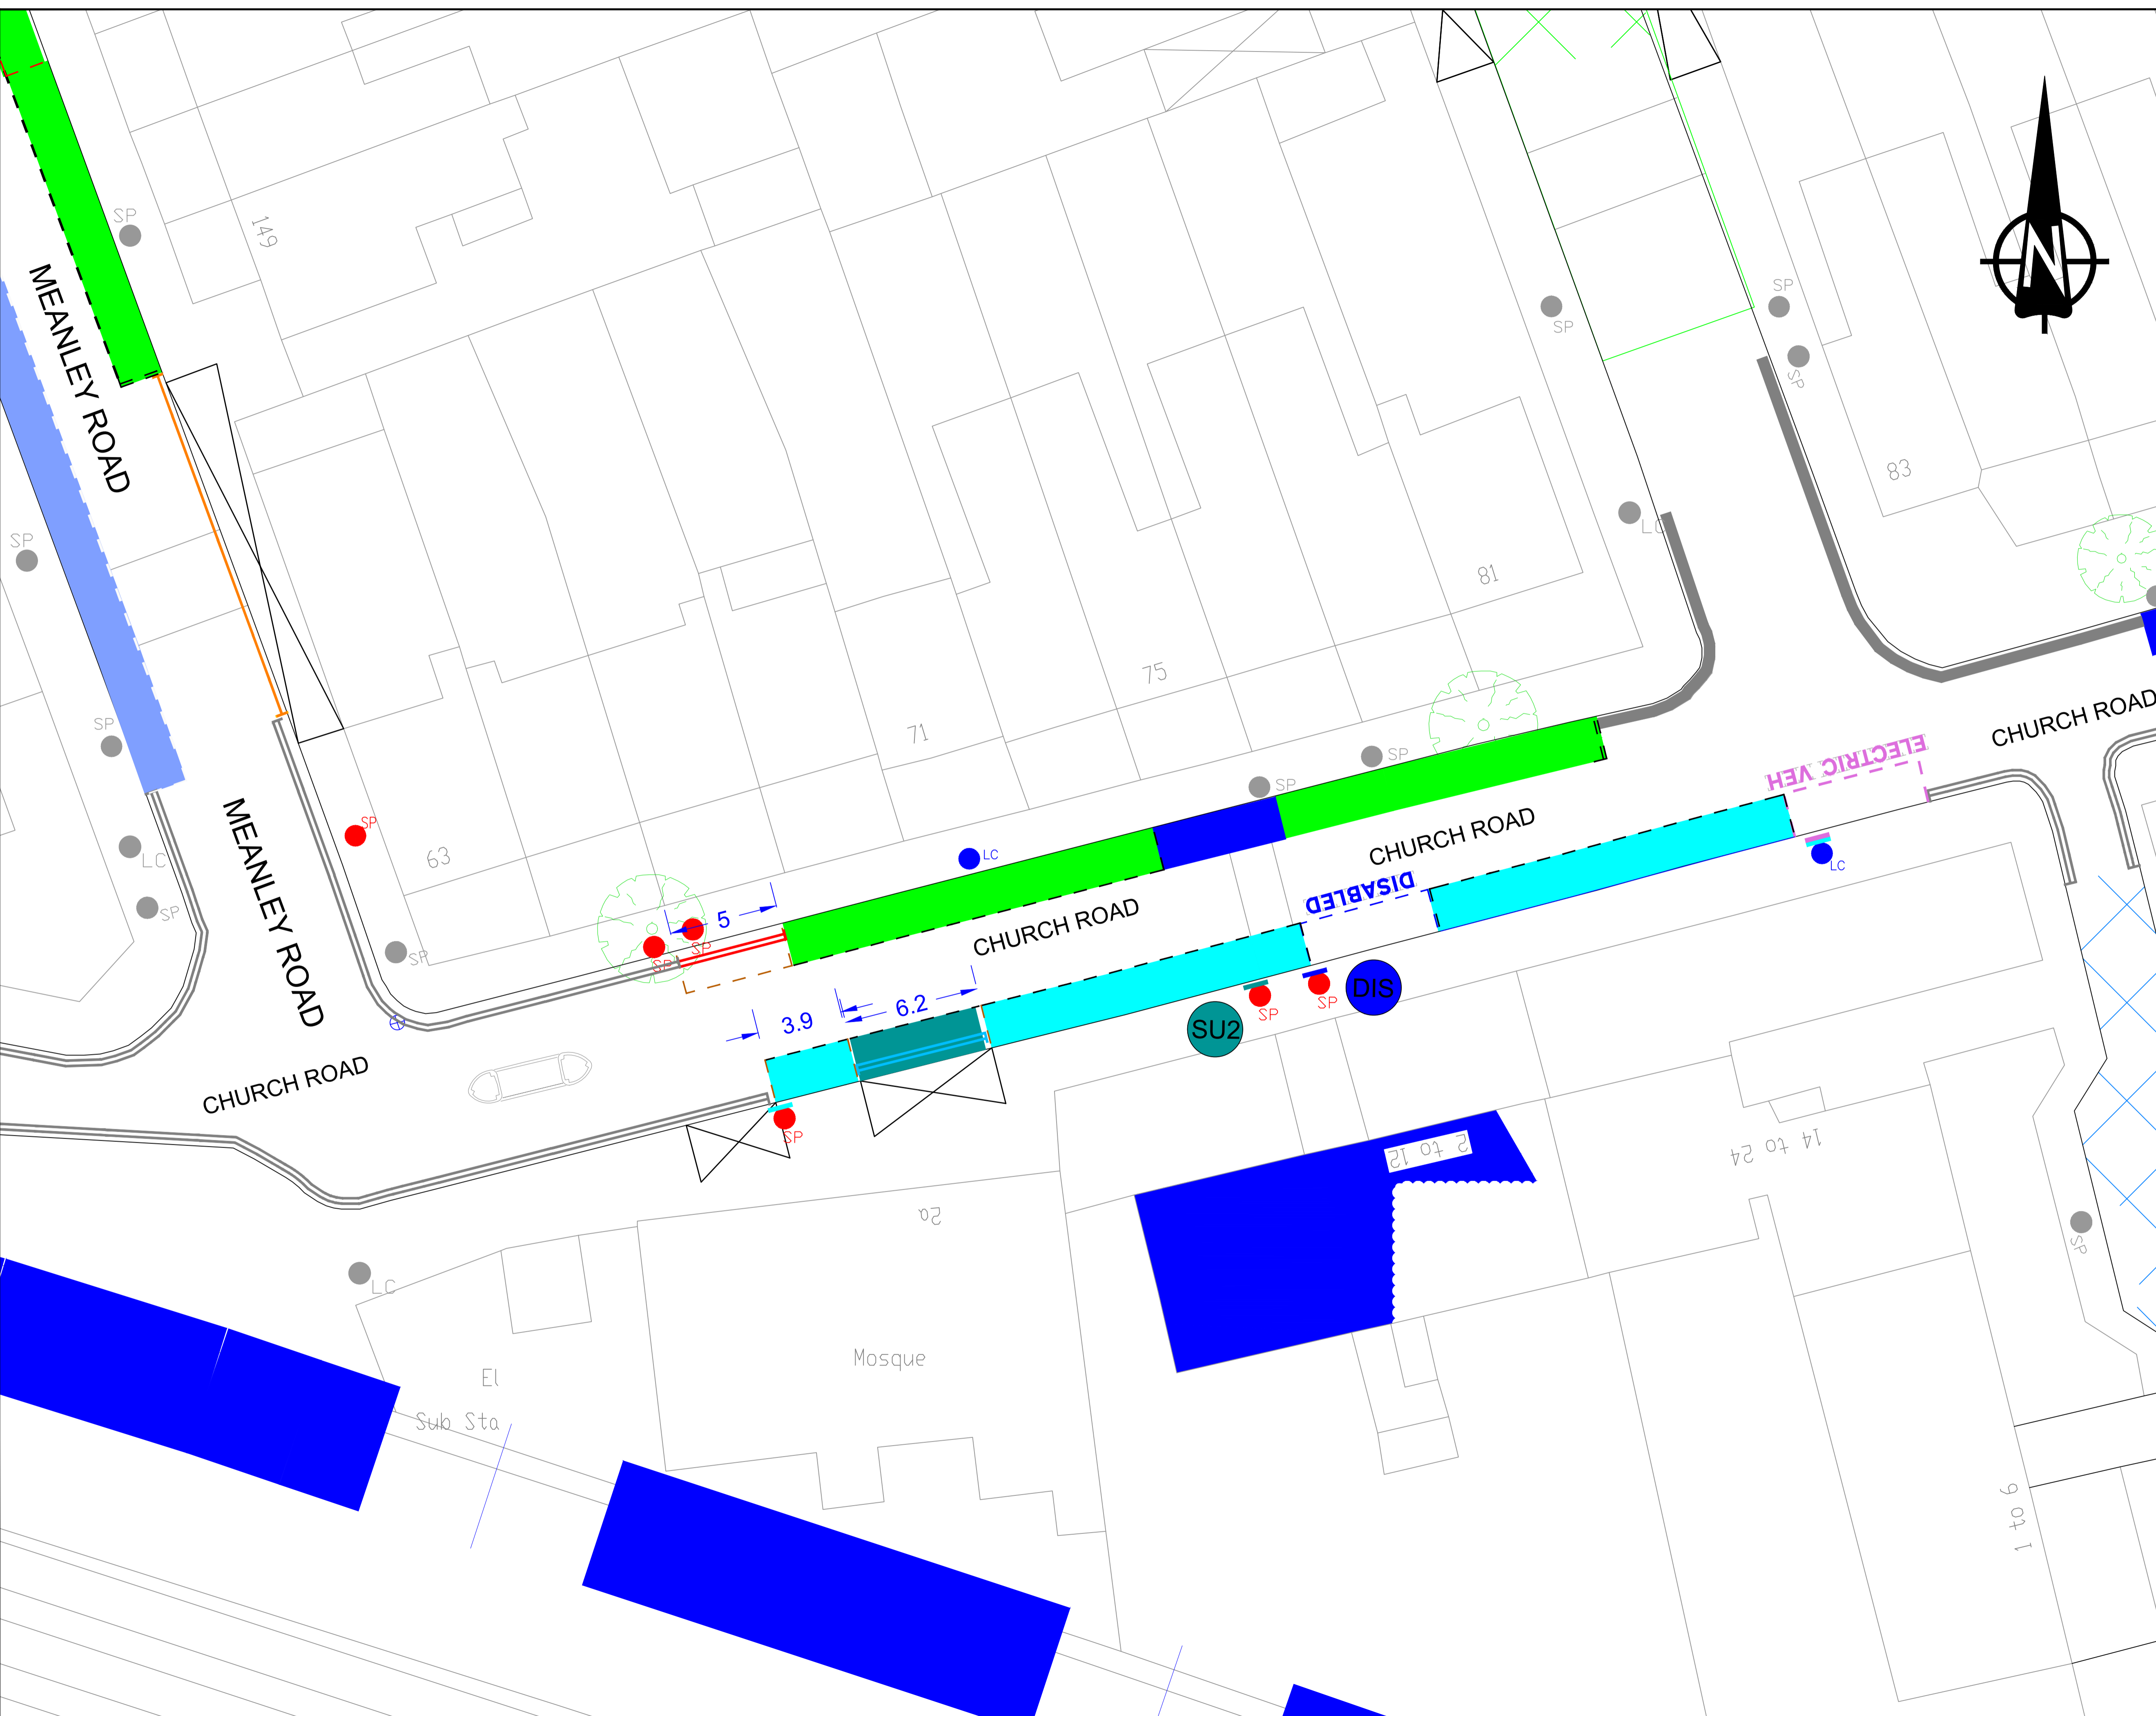 SP
149
N
SP
SP
SP
MEANLEY ROAD
83
LC
SP
81
75
71
CHURCH ROAD
SP
ELECTRIC VEH
SP
SP
CHURCH ROAD
MEANLEY ROAD
SP
63
LC
LC
LC
DISABLED
SP
5
SP
CHURCH ROAD
SP
SP
SP
DIS
6.2
SP
SP
3.9
SU2
CHURCH ROAD
SP
2 to 12
14 to 24
2a
SP
LC
Mosque
El
Sub Sta
1 to 6